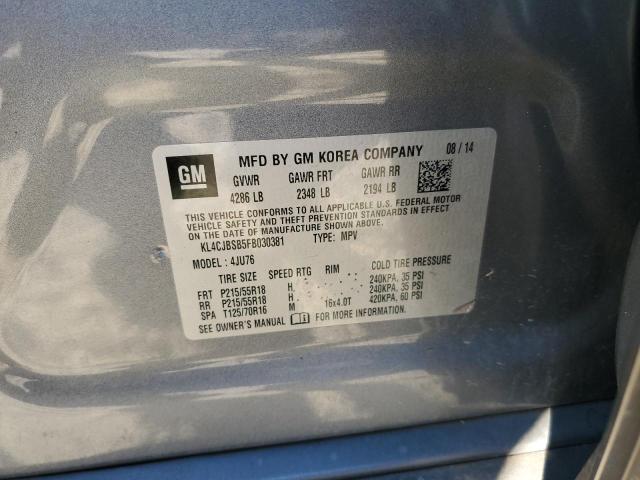 GM MFD BY GM KOREA COMPANY 08/14
GVWR GAWR FRT GAWR RR
4286 LB 2348 LB 2194 LB
THIS VEHICLE CONFORMS TO ALL APPLICABLE U.S. FEDERAL MOTOR
VEHICLE SAFETY AND THEFT PREVENTION STANDARDS IN EFFECT ON
THE DATE OF MANUFACTURE SHOWN ABOVE.
KL4CJBSB5FB030381 TYPE: MPV
MODEL: 4JU76
TIRE SIZE SPEED RTG RIM COLD TIRE PRESSURE
FRT P215/55R18 H 240KPA, 35 PSI
RR P215/55R18 H 240KPA, 35 PSI
SPA T125/70R16 M 16x4.0T 420KPA, 60 PSI
SEE OWNER'S MANUAL FOR MORE INFORMATION.